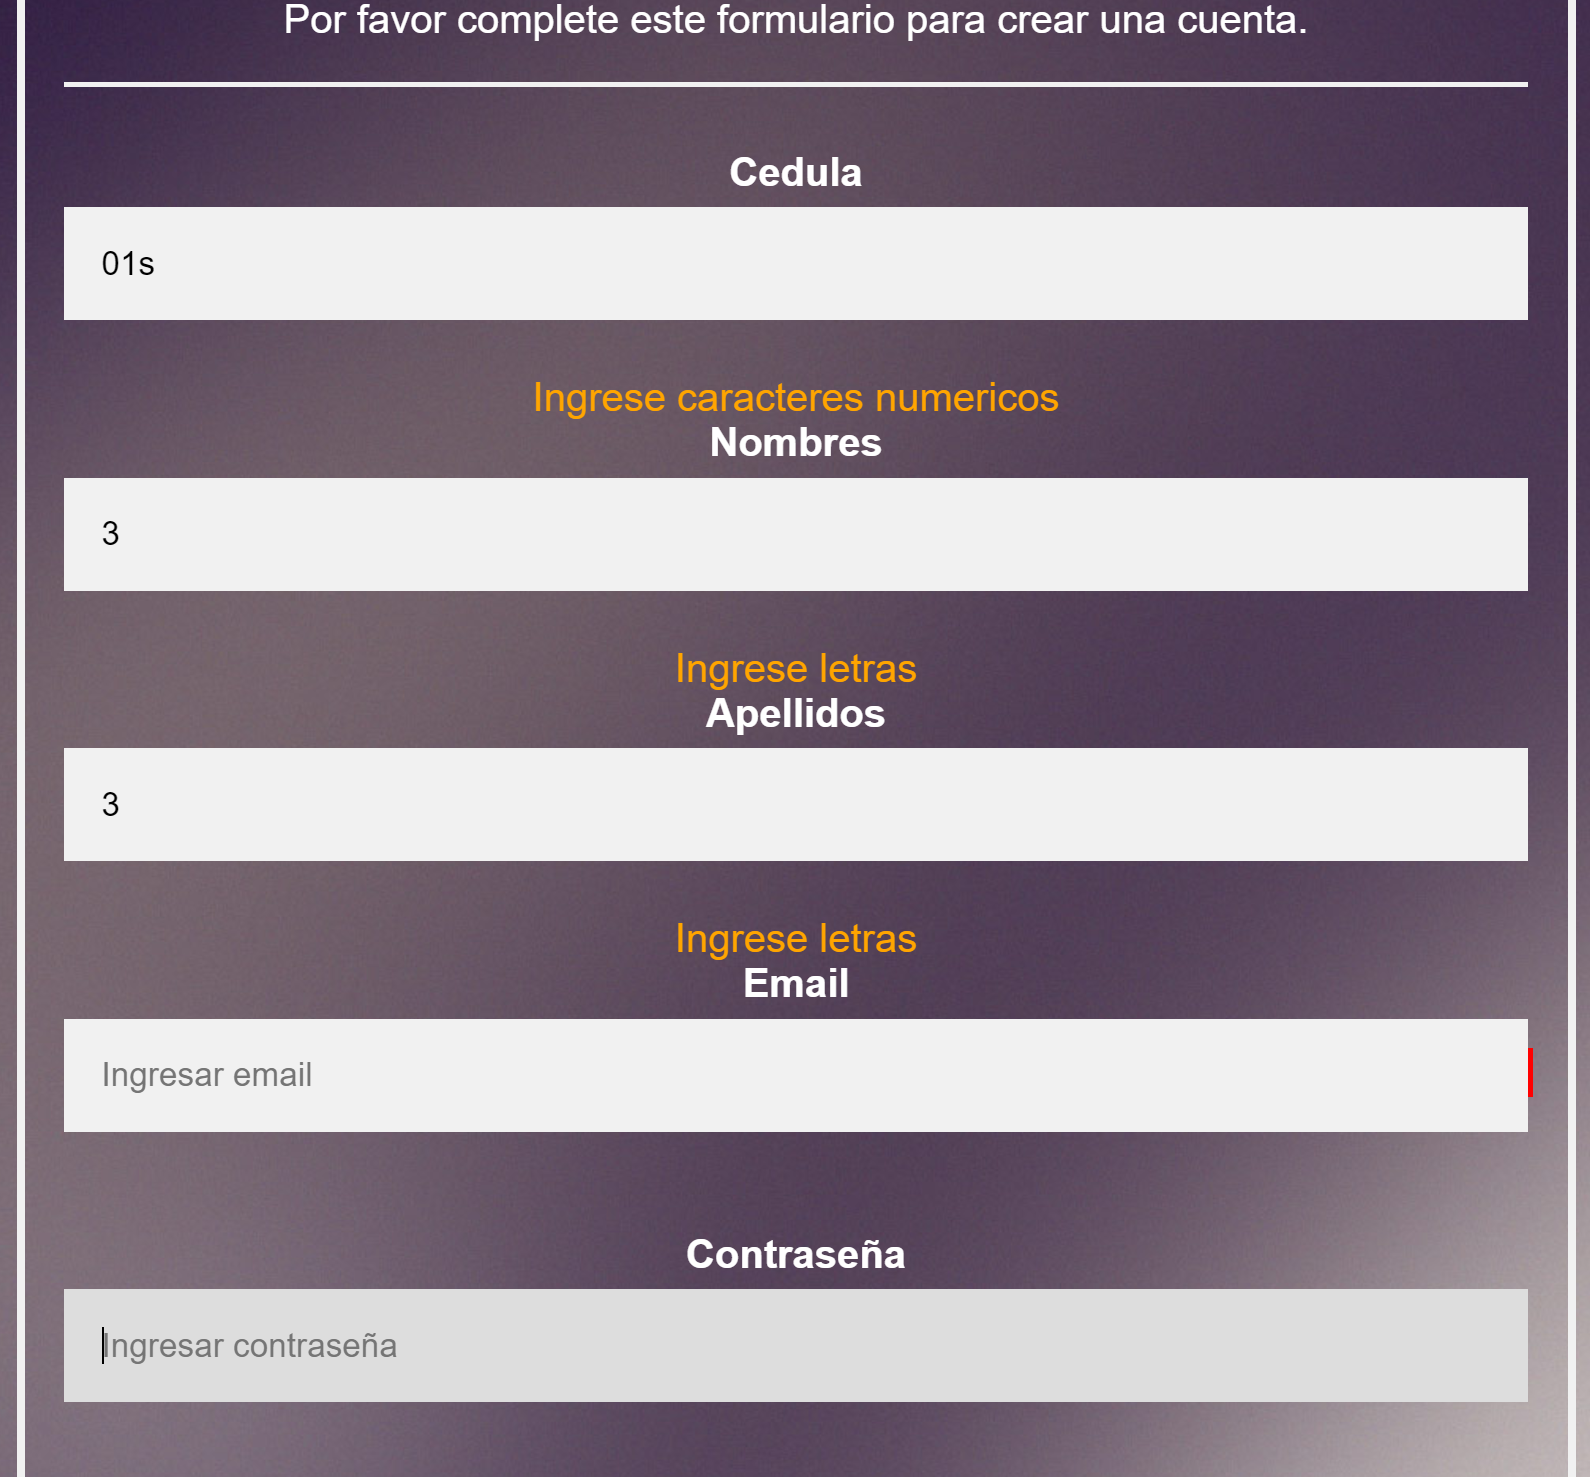 Por favor complete este formulario para crear una cuenta.
Cedula
01s
Ingrese caracteres numericos
Nombres
3
Ingrese letras
Apellidos
3
Ingrese letras
Email
Ingresar email
Contraseña
Ingresar contraseña